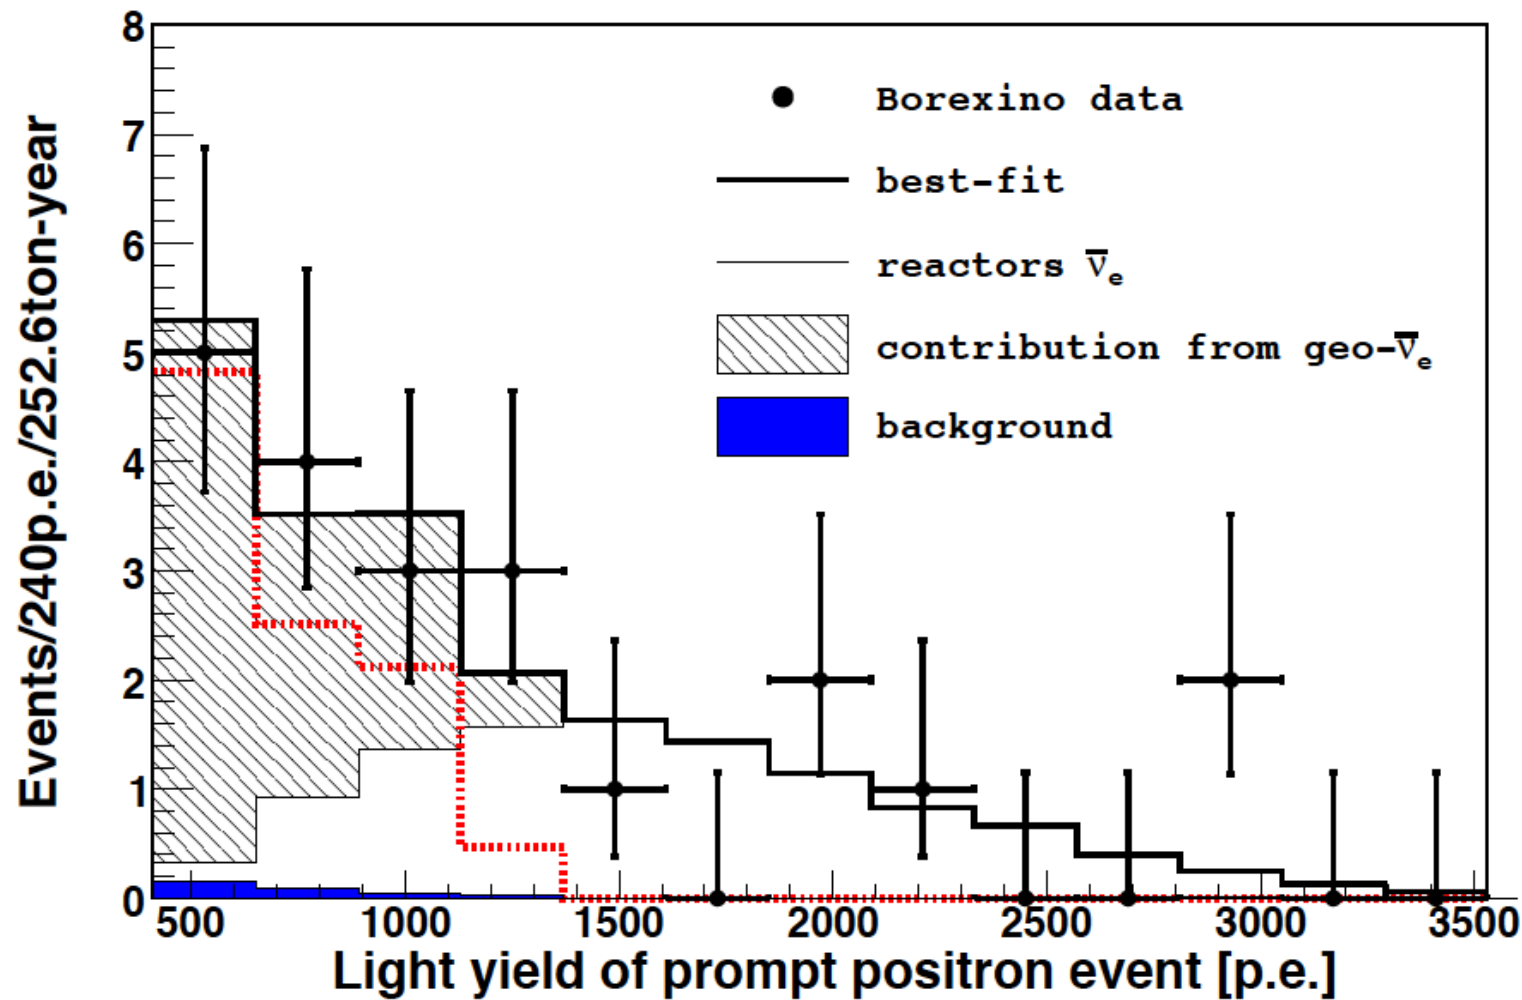 8
7
6
5
4
3
2
1
0
Events/240p.e./252.6ton-year
Borexino data
best-fit
reactors ν̅e
contribution from geo-ν̅e
background
500 1000 1500 2000 2500 3000 3500
Light yield of prompt positron event [p.e.]